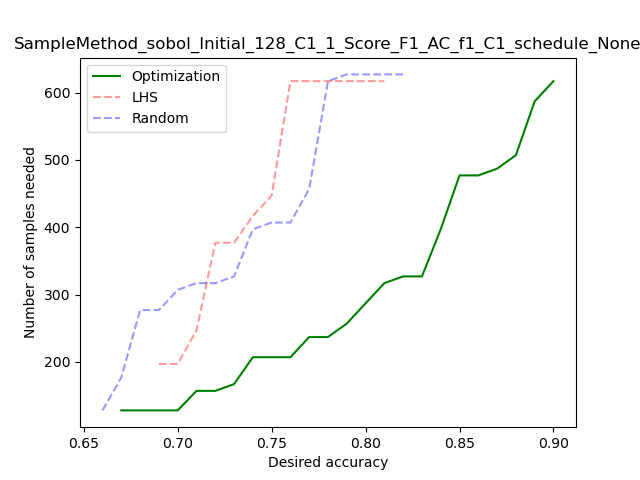 SampleMethod_sobol_Initial_128_C1_1_Score_F1_AC_f1_C1_schedule_None
Optimization
LHS
Random
Number of samples needed
600
500
400
300
200
0.65 0.70 0.75 0.80 0.85 0.90
Desired accuracy